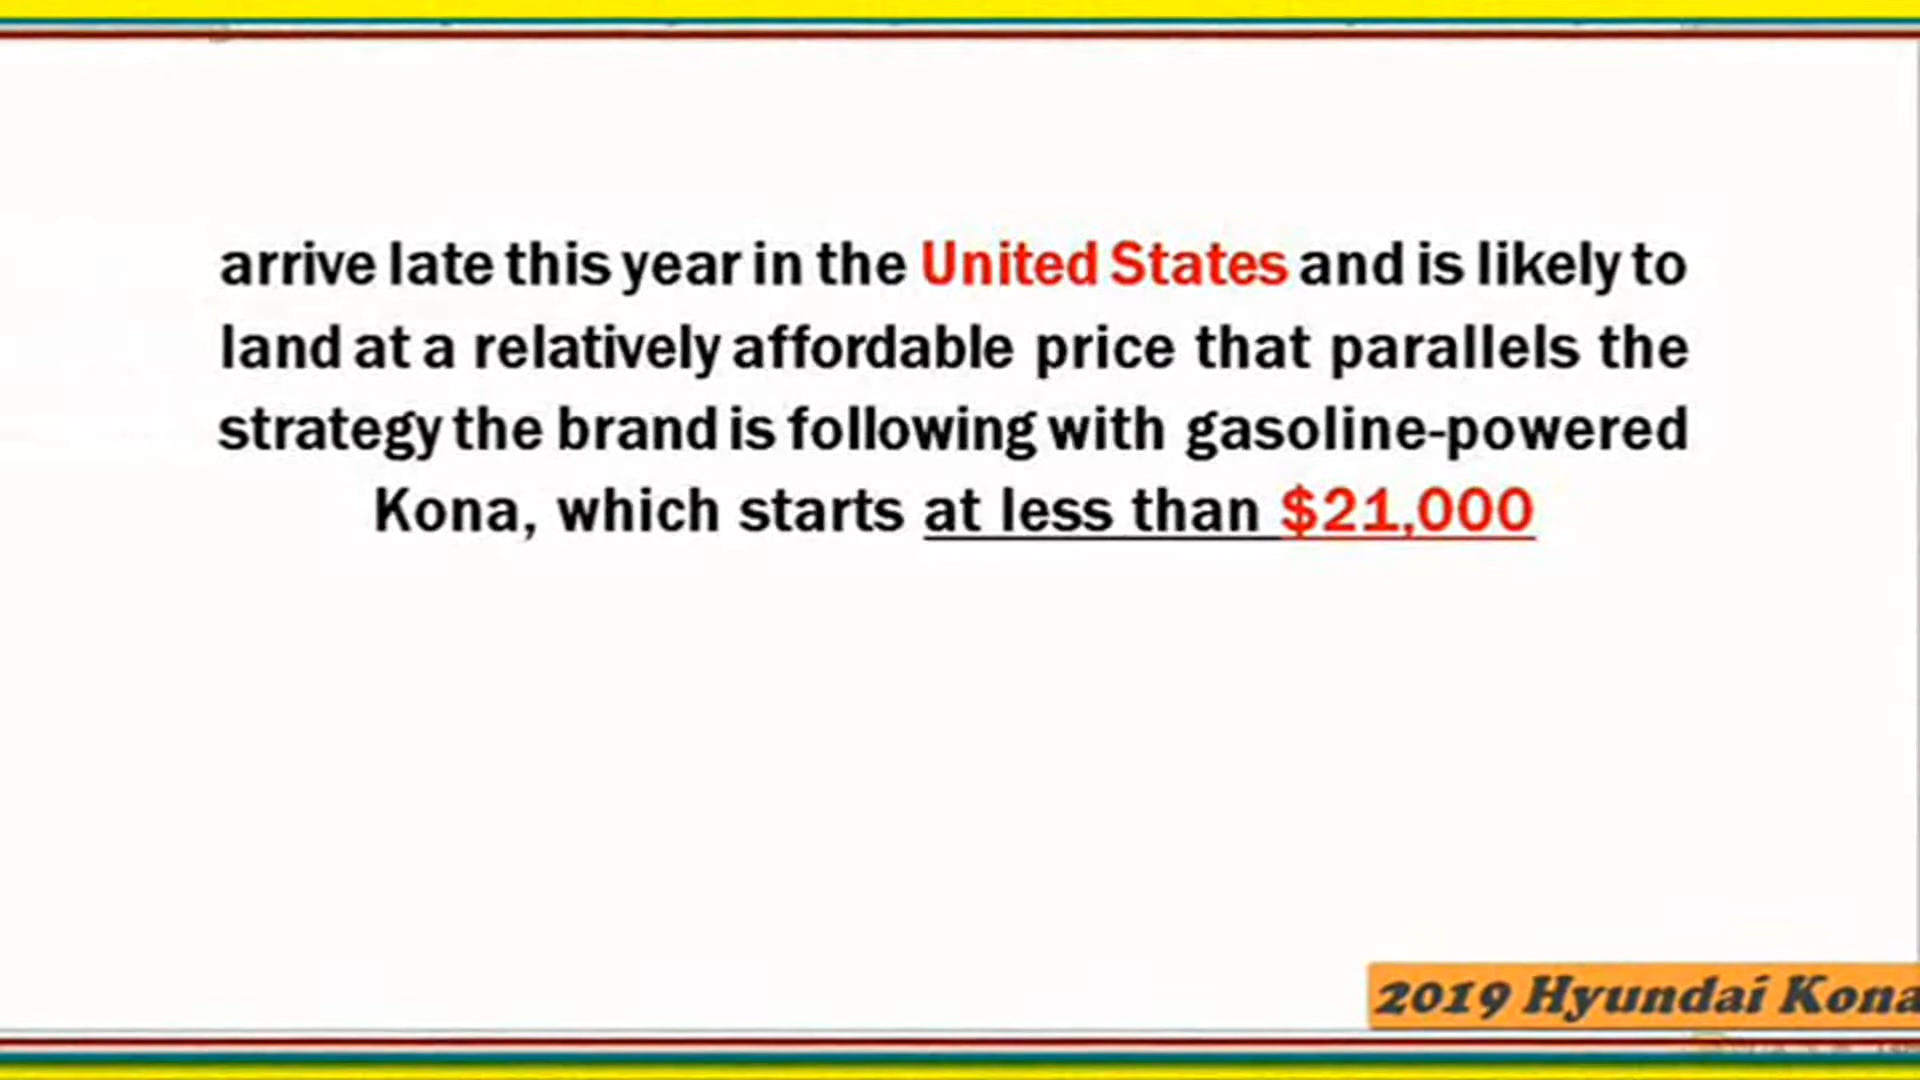 arrive late this year in the United States and is likely to
land at a relatively affordable price that parallels the
strategy the brand is following with gasoline-powered
Kona, which starts at less than $21,000
2019 Hyundai Kona